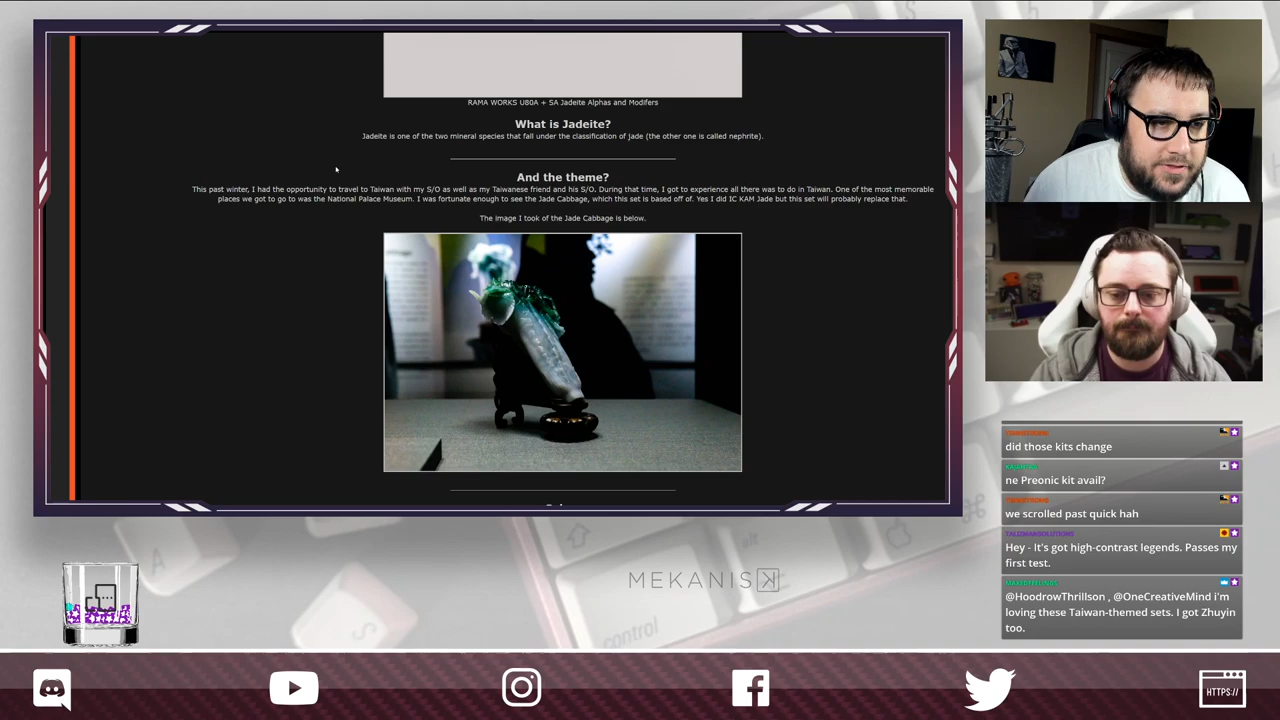 RAMA WORKS U80A + SA Jadeite Alphas and Modifers
What is Jadeite?
Jadeite is one of the two mineral species that fall under the classification of jade (the other one is called nephrite).
And the theme?
This past winter, I had the opportunity to travel to Taiwan with my S/O as well as my Taiwanese friend and his S/O. During that time, I got to experience all there was to do in Taiwan. One of the most memorable
places we got to go to was the National Palace Museum. I was fortunate enough to see the Jade Cabbage, which this set is based off of. Yes I did IC KAM Jade but this set will probably replace that.
The image I took of the Jade Cabbage is below.
did those kits change
ne Preonic kit avail?
we scrolled past quick hah
TALIZMANSOLUTIONS
Hey - It's got high-contrast legends. Passes my
first test.
@HoodrowThrillson , @OneCreativeMind i'm
loving these Taiwan-themed sets. I got Zhuyin
too.
MEKANISK
A
alt
control
HTTPS://